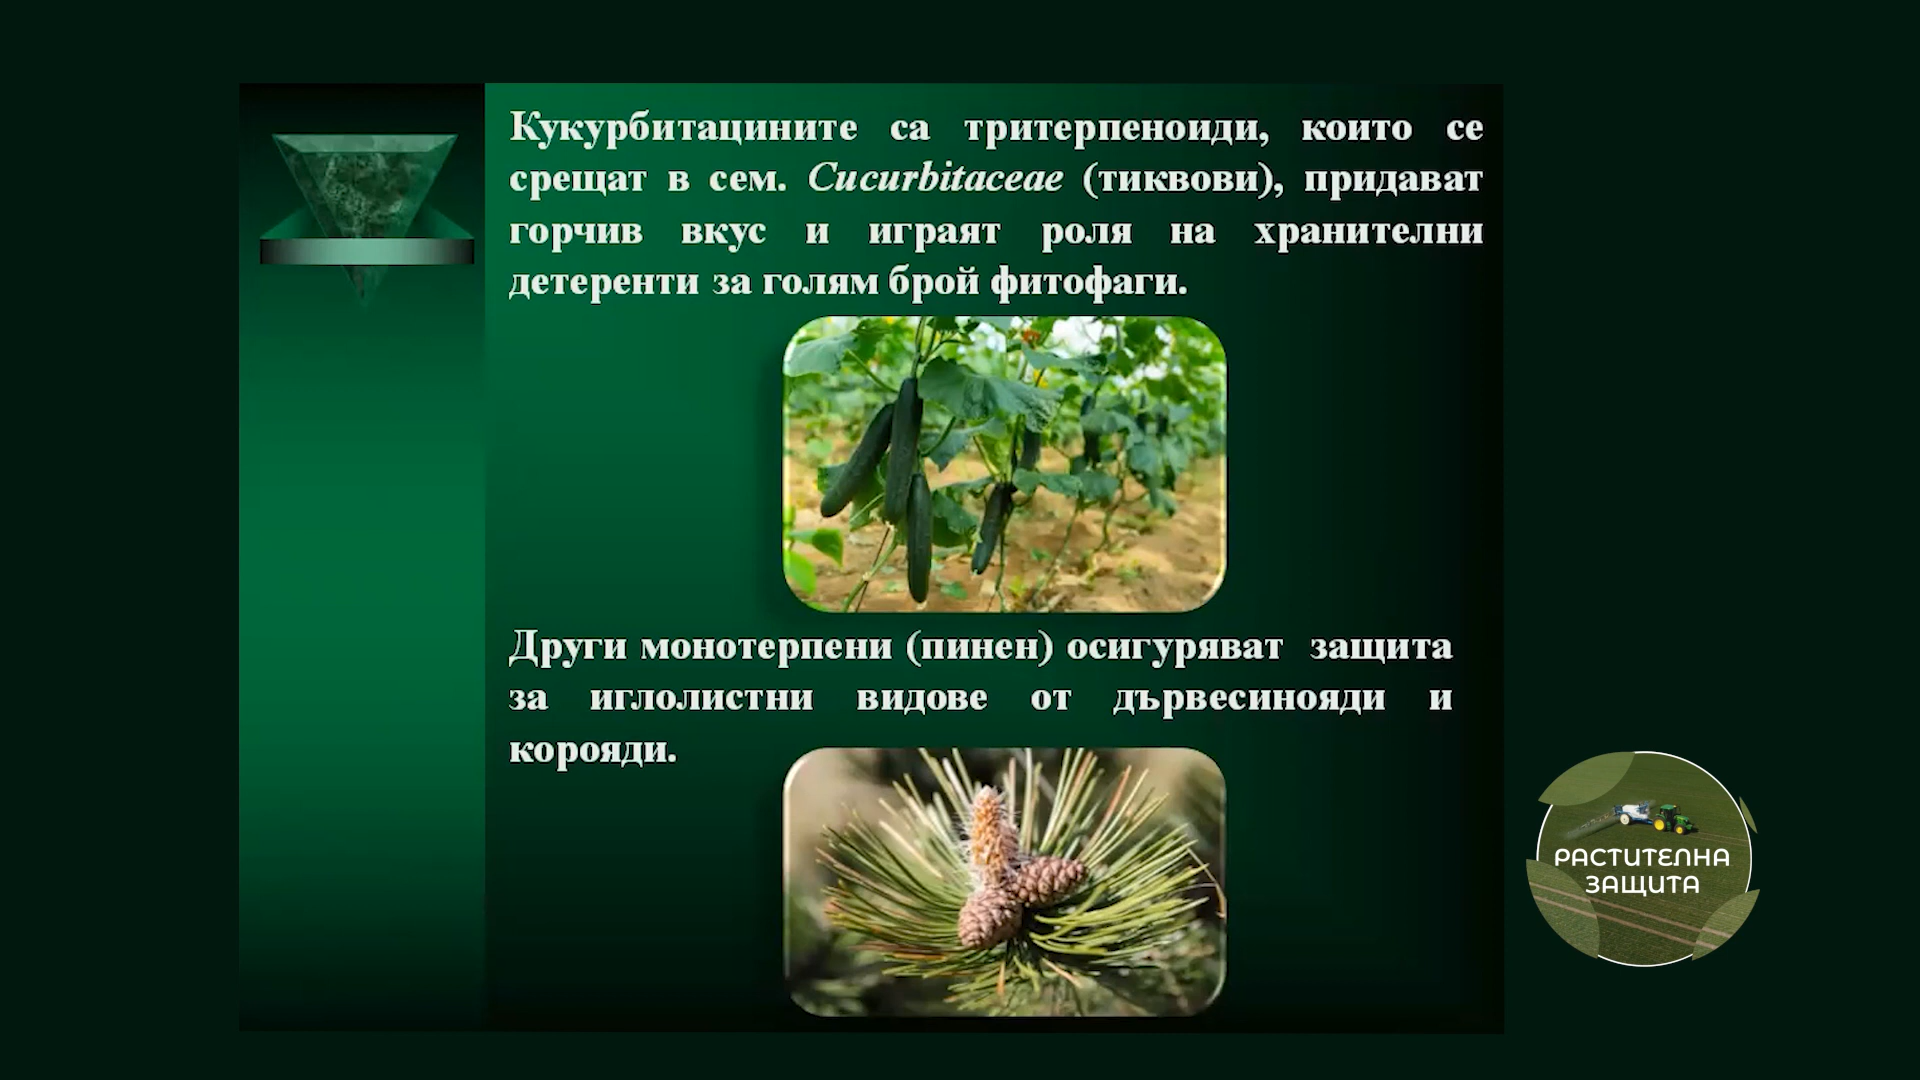 Кукурбитацините са тритерпеноиди, които се
срещат в сем. Cucurbitaceae (тиквови), придават
горчив вкус и играят роля на хранителни
детеренти за голям брой фитофаги.
Други монотерпени (пинен) осигуряват защита
за иглолистни видове от дървесинояди и
корояди.
РАСТИТЕЛНА
ЗАЩИТА